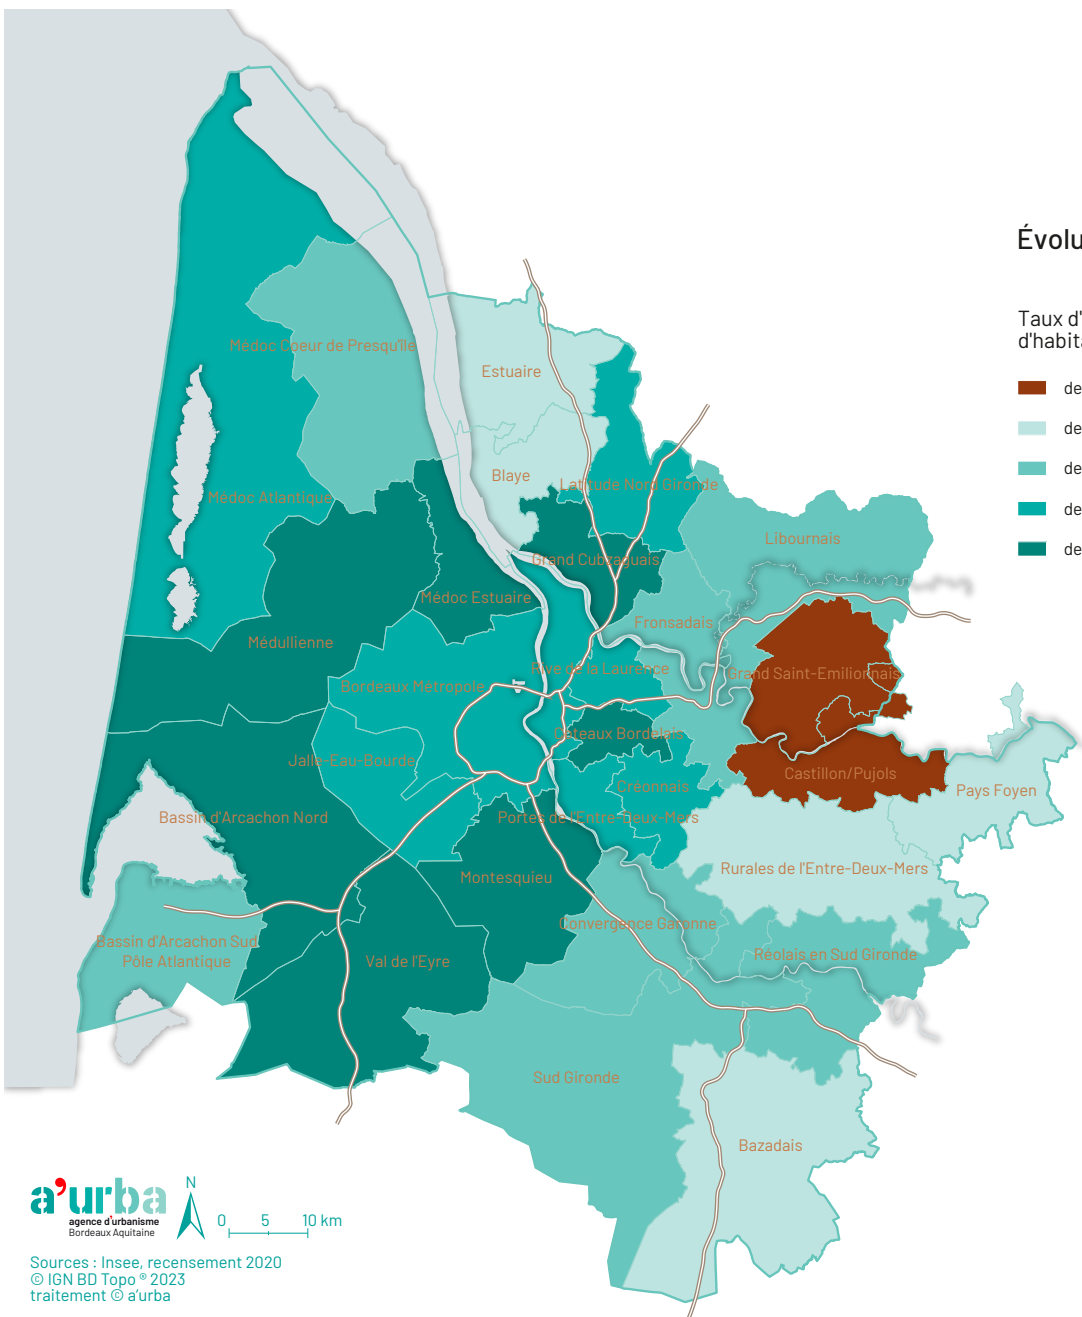 Évolu
Taux d'
d'habita
de
de
de
de
de
Médoc Coeur de Presqu'île
Estuaire
Blaye
Latitude Nord Gironde
Médoc Atlantique
Libournais
Grand Cubzaguais
Médoc Estuaire
Fronsadais
Médullienne
Rive de la Laurence
Grand Saint-Emilionnais
Bordeaux Métropole
Coteaux Bordelais
Jalle-Eau-Bourde
Castillon/Pujols
Créonnais
Pays Foyen
Bassin d'Arcachon Nord
Portes de l'Entre-Deux-Mers
Rurales de l'Entre-Deux-Mers
Montesquieu
Convergence Garonne
Bassin d'Arcachon Sud
Pôle Atlantique
Val de l'Eyre
Réolais en Sud Gironde
Sud Gironde
Bazadais
a'urba
agence d'urbanisme
Bordeaux Aquitaine
N
0 5 10 km
Sources : Insee, recensement 2020
© IGN BD Topo ® 2023
traitement © a'urba